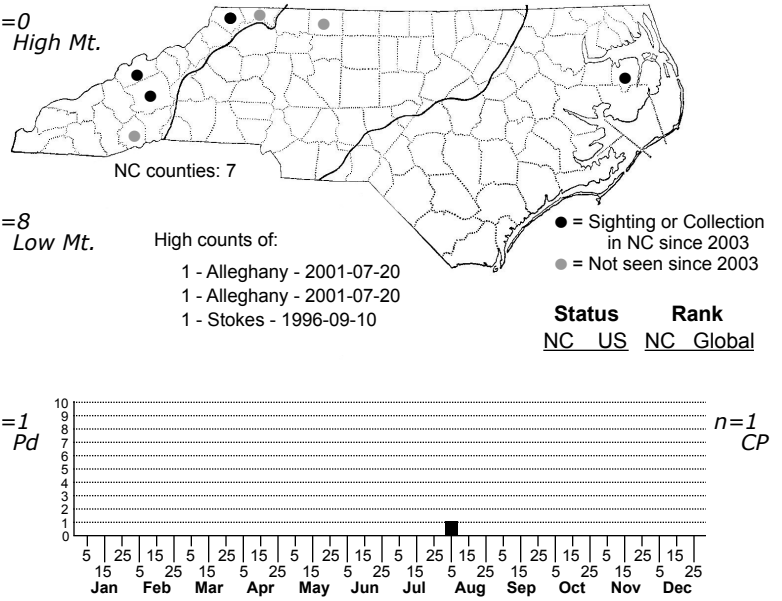 =0
High Mt.
NC counties: 7
=8
Low Mt.
High counts of:
1 - Alleghany - 2001-07-20
1 - Alleghany - 2001-07-20
1 - Stokes - 1996-09-10
● = Sighting or Collection
in NC since 2003
● = Not seen since 2003
Status Rank
NC US NC Global
=1
Pd
n=1
CP
10
9
8
7
6
5
4
3
2
1
0
5 15 25 5 15 25 5 15 25 5 15 25 5 15 25 5 15 25 5 15 25 5 15 25 5 15 25 5 15 25 5 15 25 5 15 25
Jan Feb Mar Apr May Jun Jul Aug Sep Oct Nov Dec